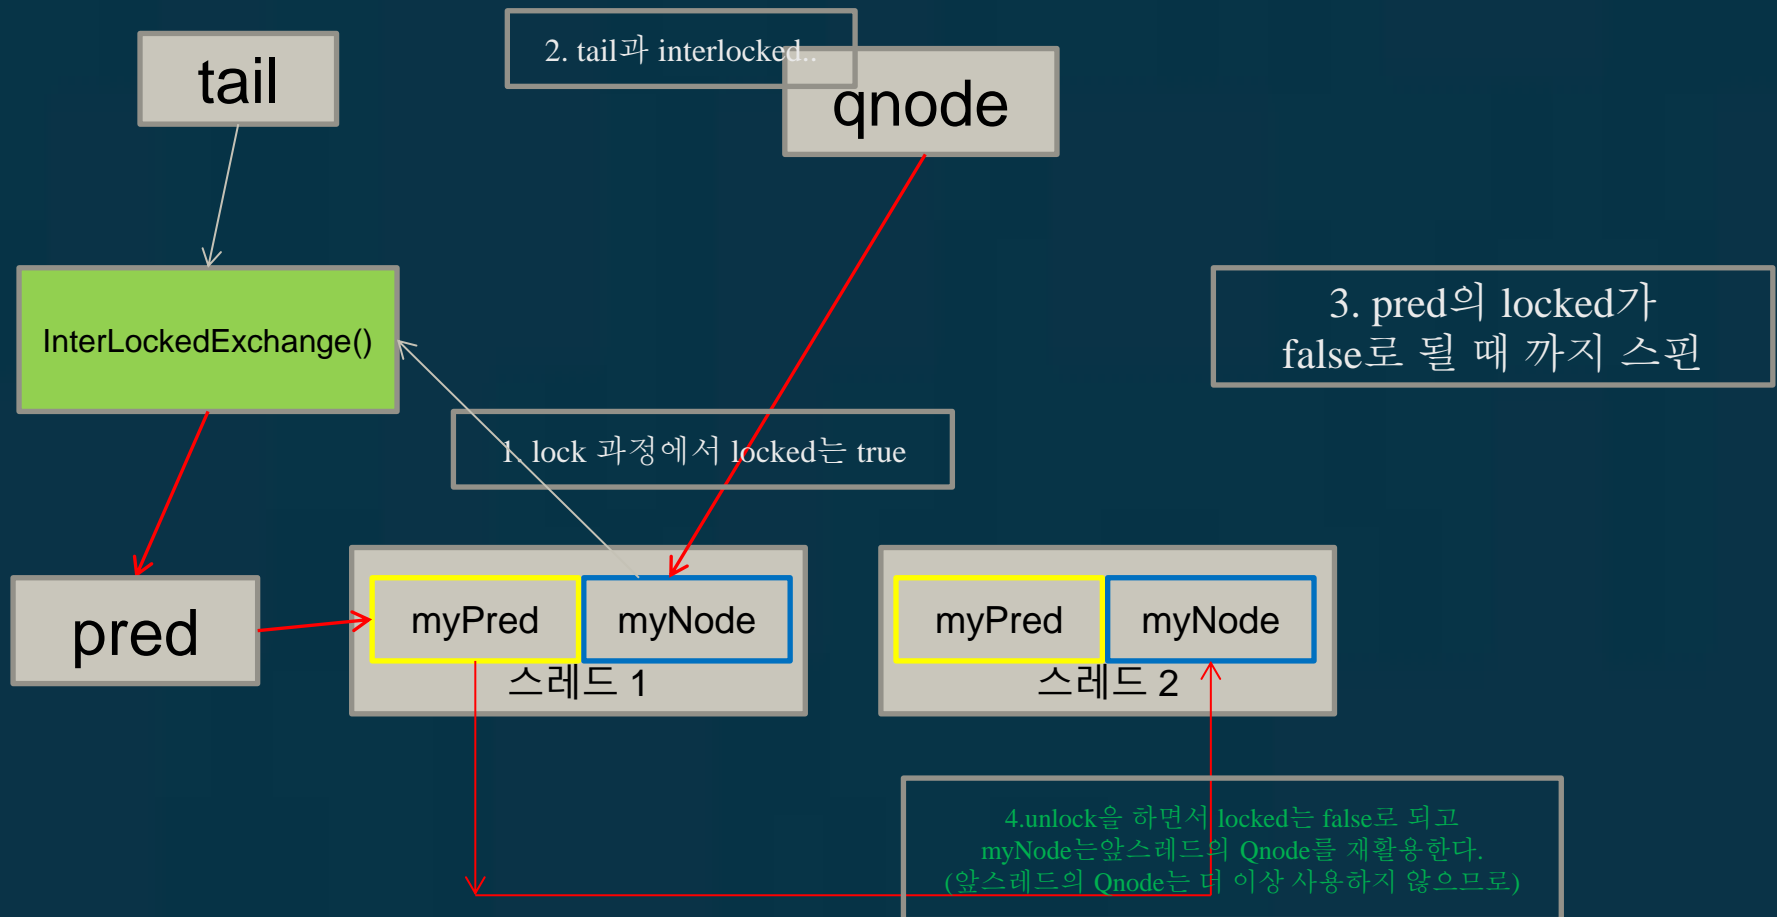 2. tail과 interlocked..
tail
qnode
InterLockedExchange()
3. pred의 locked가
false로 될 때 까지 스핀
1. lock 과정에서 locked는 true
pred
myPred
myNode
스레드 1
myPred
myNode
스레드 2
4.unlock을 하면서 locked는 false로 되고
myNode는앞스레드의 Qnode를 재활용한다.
(앞스레드의 Qnode는 더 이상 사용하지 않으므로)